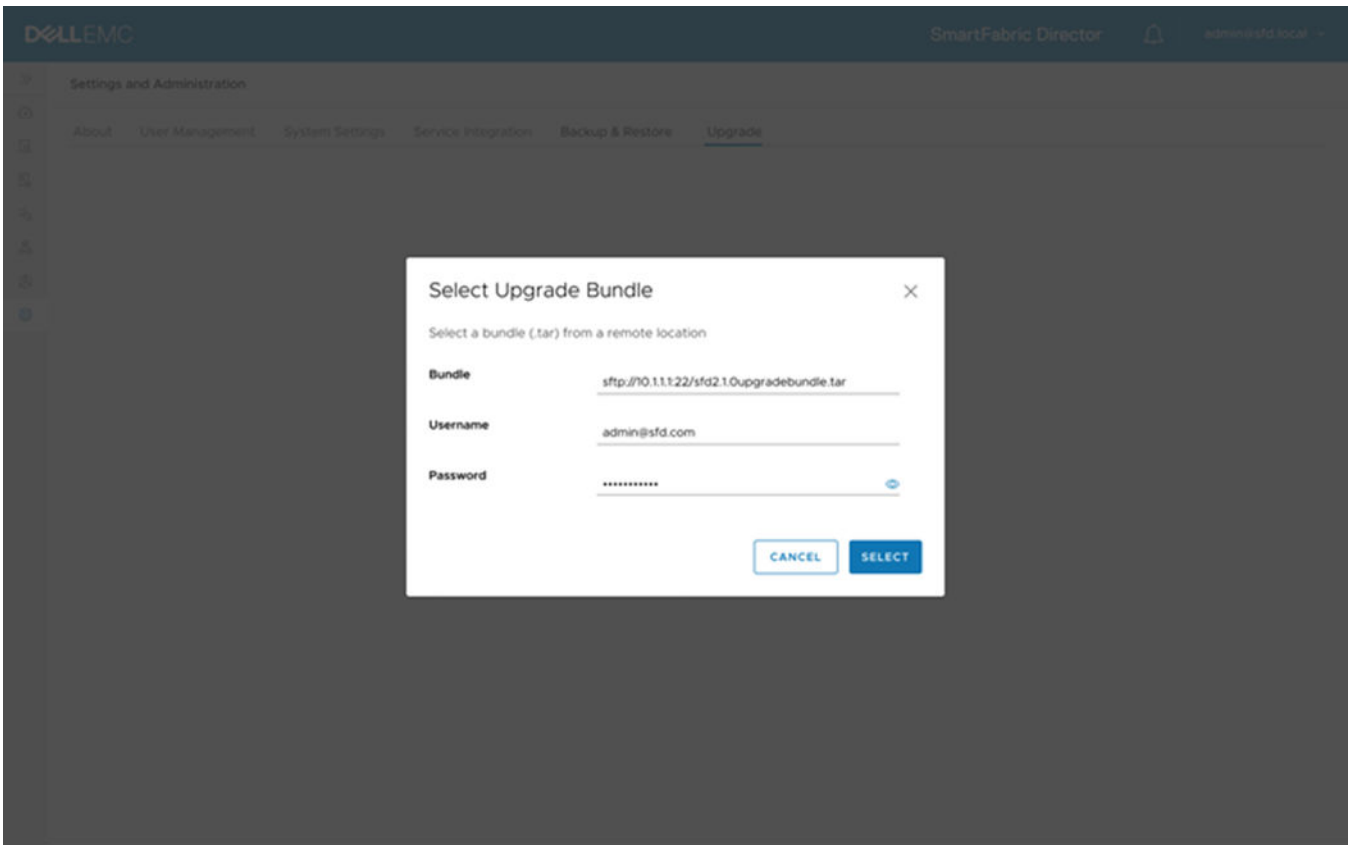 DELLEMC
SmartFabric Director
admin@sfd.local
Settings and Administration
About User Management System Settings Service Integration Backup & Restore Upgrade
Select Upgrade Bundle
Select a bundle (.tar) from a remote location
Bundle
sftp://10.1.1.1:22/sfd2.1.0upgradebundle.tar
Username
admin@sfd.com
Password
•••••••••••
CANCEL SELECT